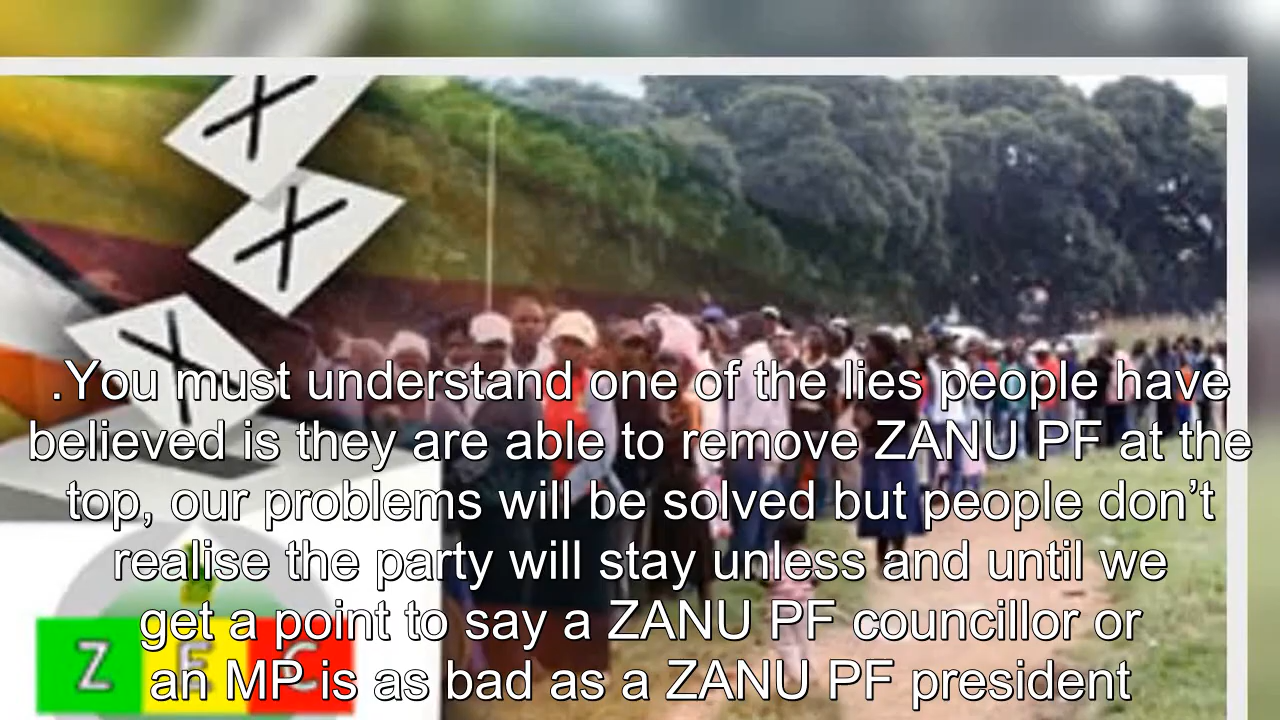 .You must understand one of the lies people have
believed is they are able to remove ZANU PF at the
top, our problems will be solved but people don’t
realise the party will stay unless and until we
get a point to say a ZANU PF councillor or
an MP is as bad as a ZANU PF president
Z E C